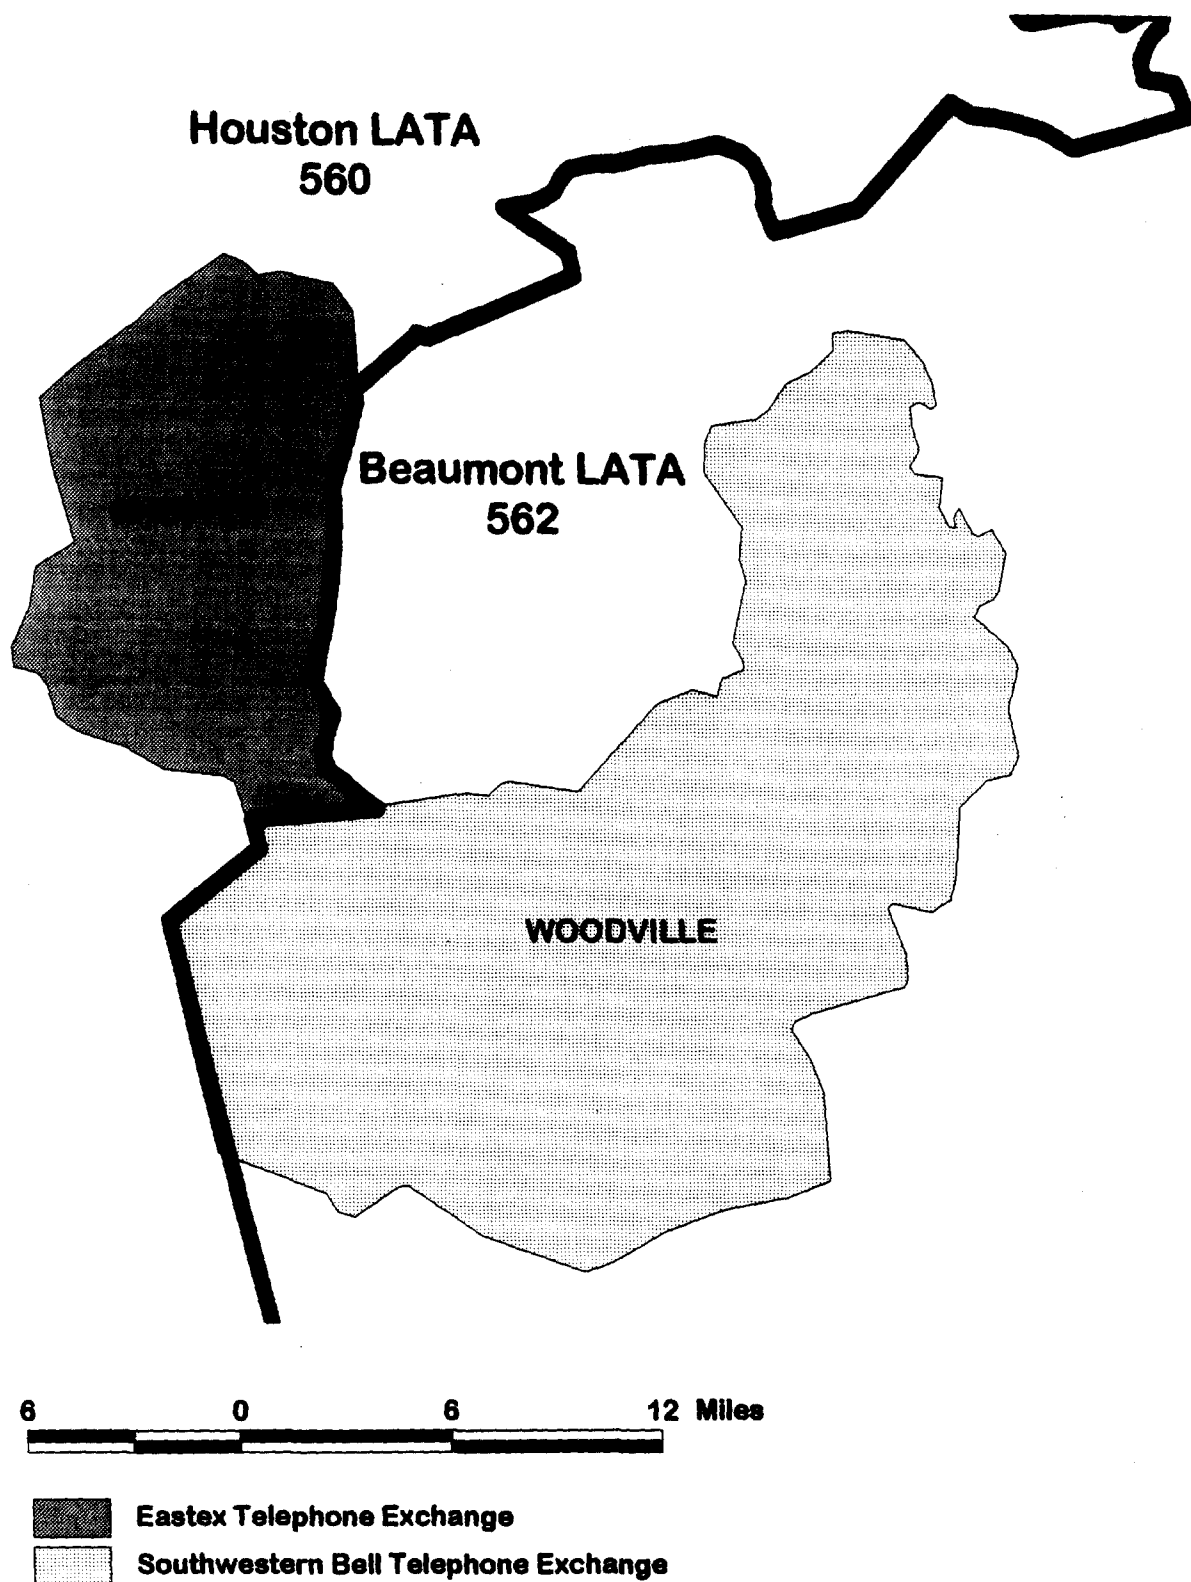 Houston LATA
560
Beaumont LATA
562
WOODVILLE
6 0 6 12 Miles
Eastex Telephone Exchange
Southwestern Bell Telephone Exchange